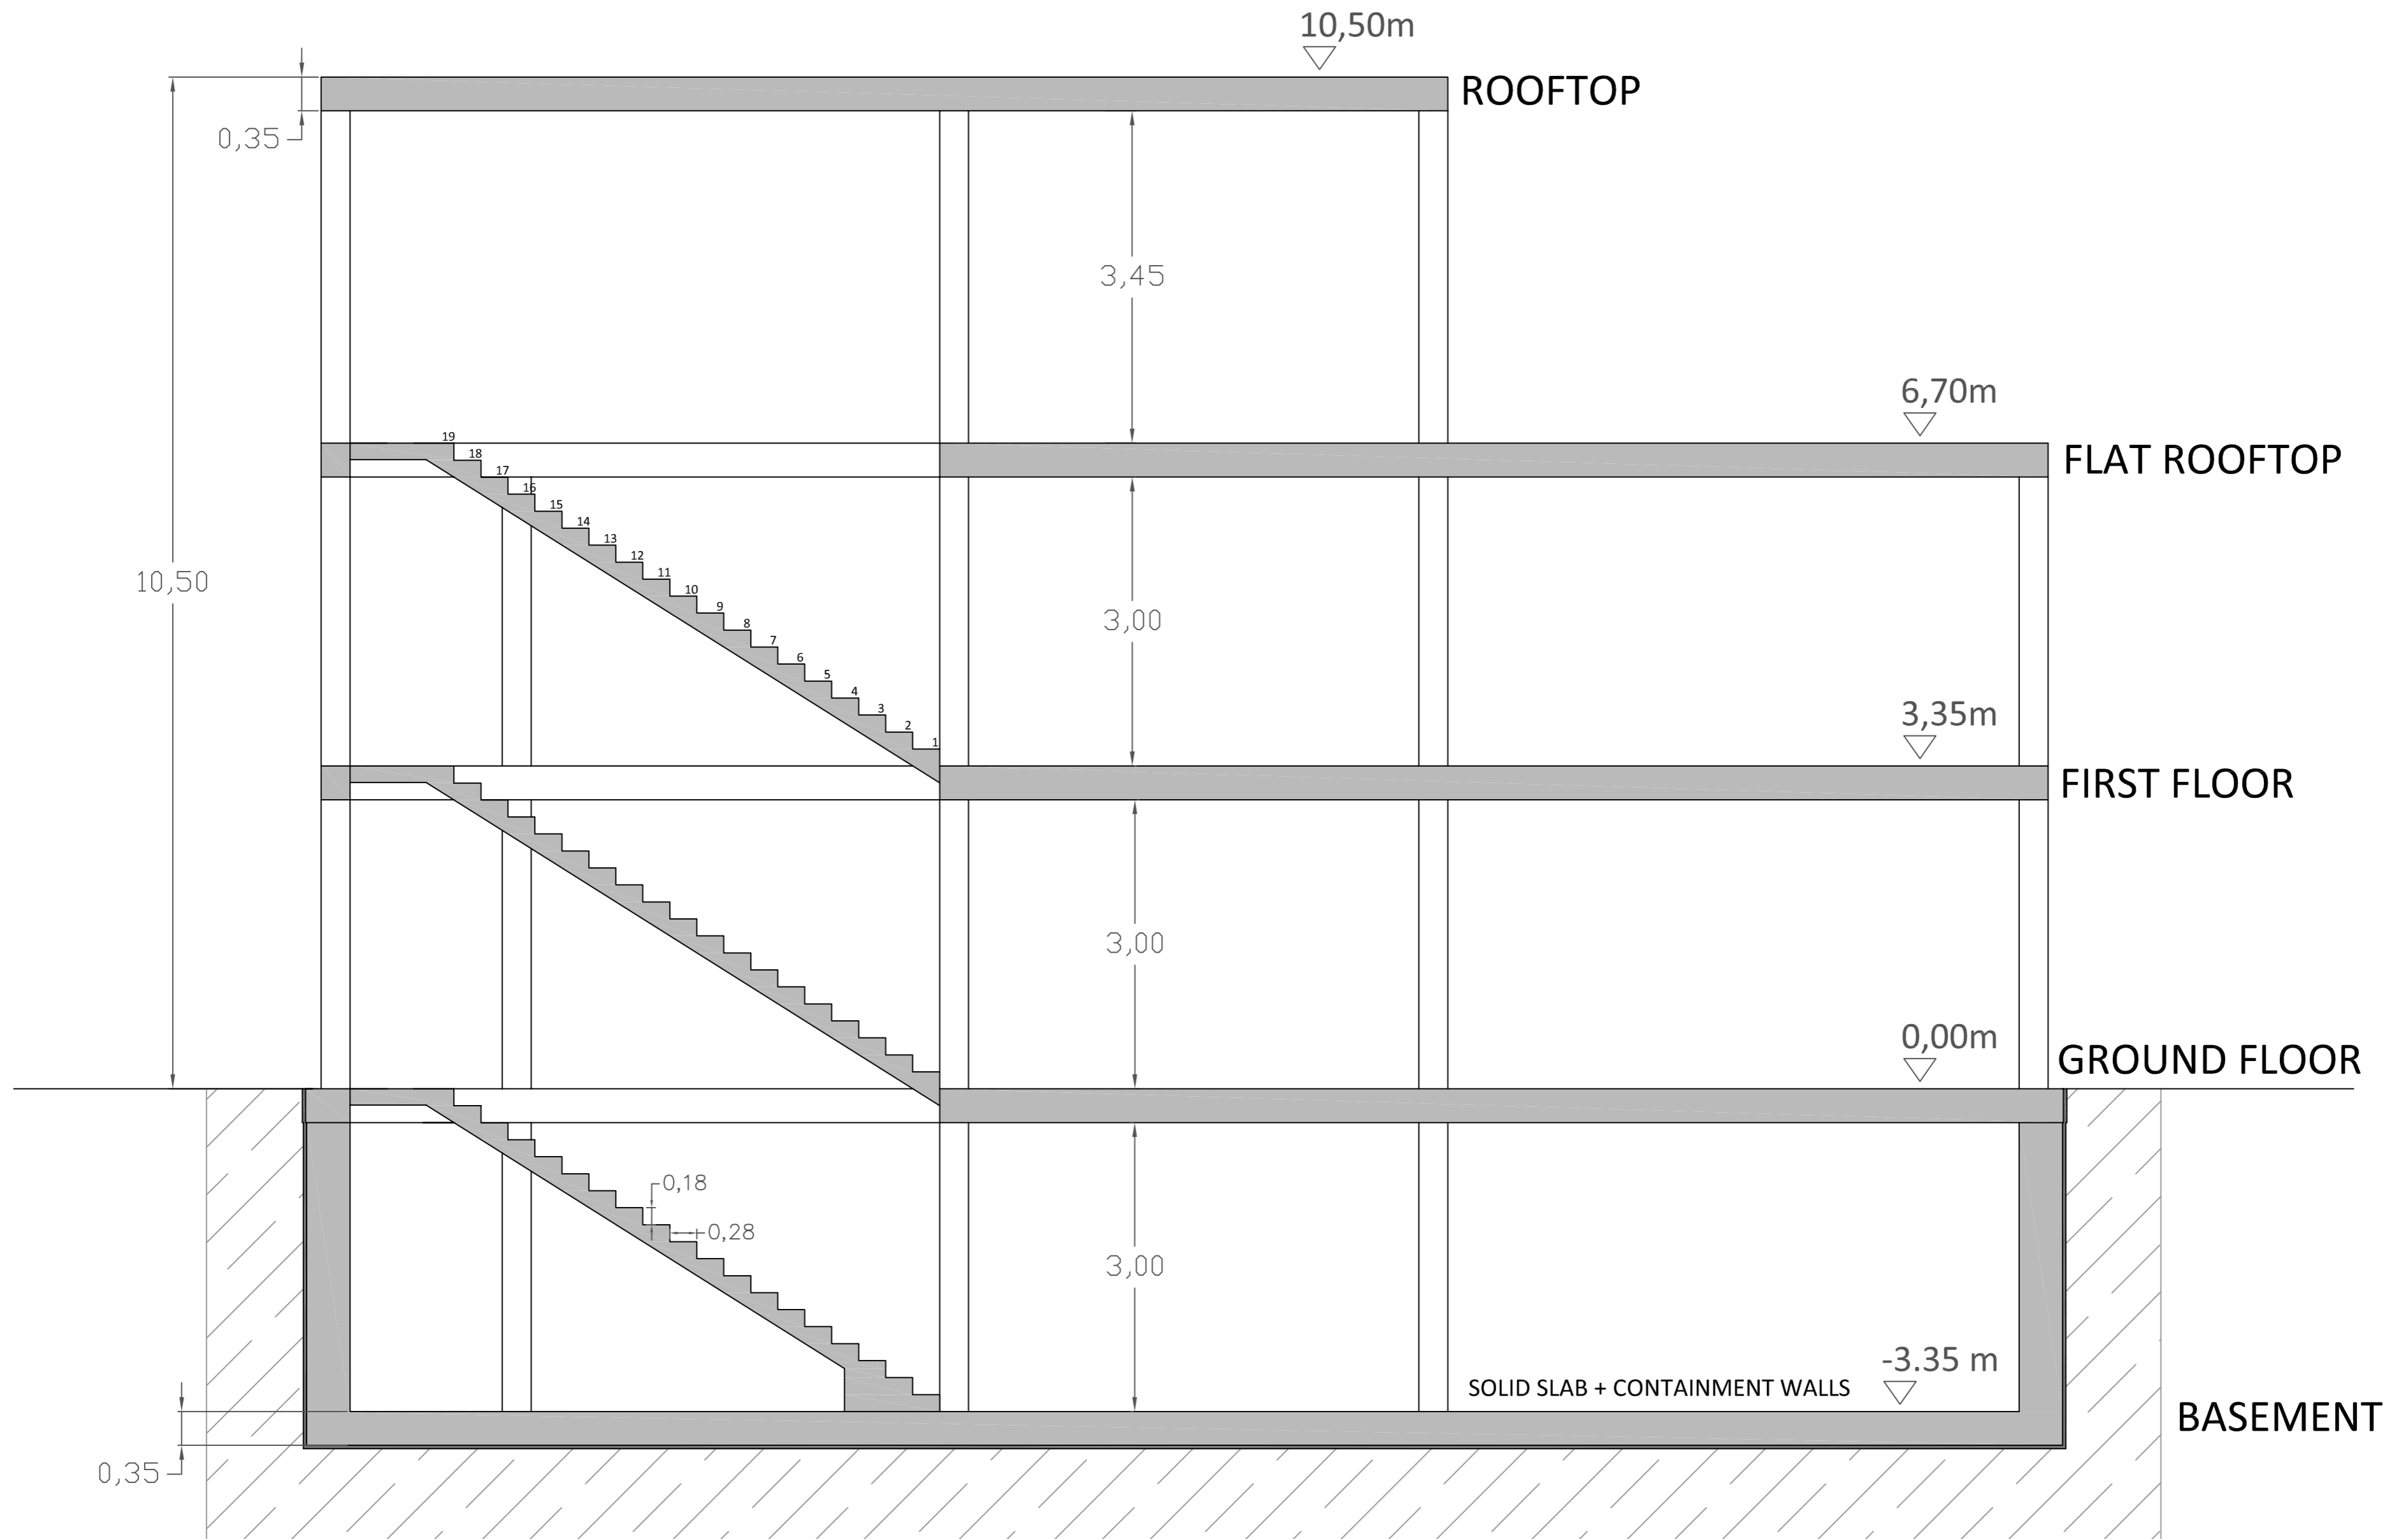 10,50m
ROOFTOP
0,35
3,45
6,70m
19
FLAT ROOFTOP
18
17
16
15
14
13
12
11
10,50
10
9
3,00
8
7
6
5
4
3
3,35m
2
1
FIRST FLOOR
3,00
0,00m
GROUND FLOOR
0,18
0,28
3,00
-3.35 m
SOLID SLAB + CONTAINMENT WALLS
BASEMENT
0,35